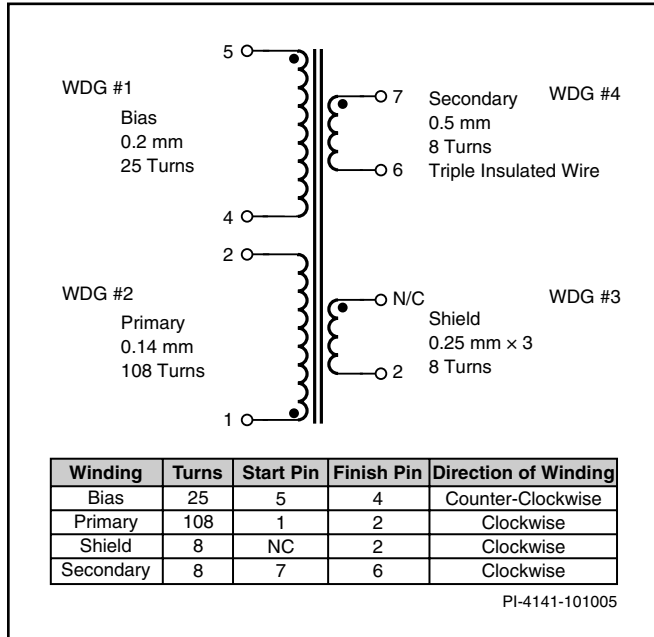 5
WDG #1
Bias
0.2 mm
25 Turns
4
7
Secondary
WDG #4
0.5 mm
8 Turns
6
Triple Insulated Wire
2
WDG #2
Primary
0.14 mm
108 Turns
1
N/C
WDG #3
Shield
0.25 mm × 3
8 Turns
2
Winding Turns Start Pin Finish Pin Direction of Winding
Bias 25 5 4 Counter-Clockwise
Primary 108 1 2 Clockwise
Shield 8 NC 2 Clockwise
Secondary 8 7 6 Clockwise
PI-4141-101005